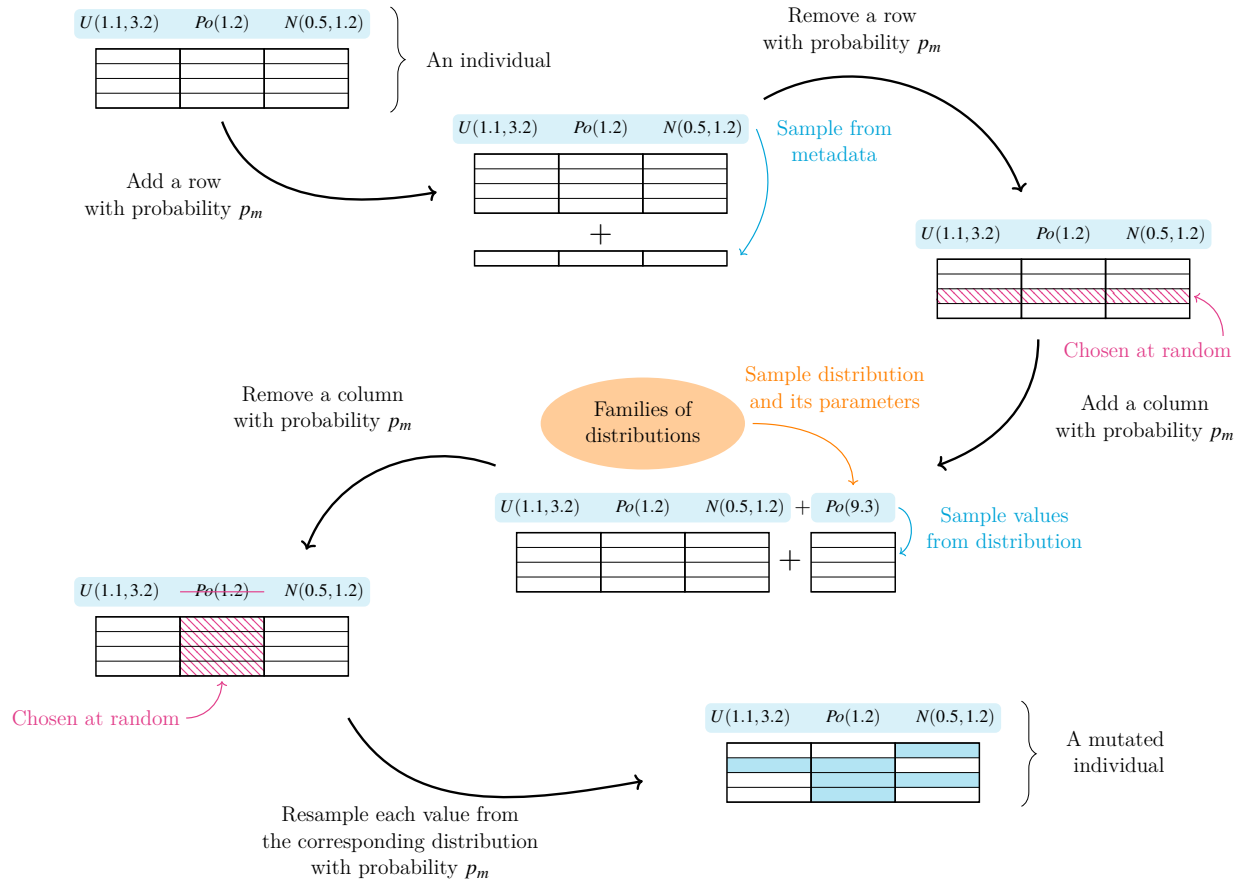 U(1.1,3.2) Po(1.2) N(0.5,1.2)
An individual
Add a row
with probability p_m
U(1.1,3.2) Po(1.2) N(0.5,1.2)
+
Sample from
metadata
Remove a row
with probability p_m
U(1.1,3.2) Po(1.2) N(0.5,1.2)
Chosen at random
Add a column
with probability p_m
Families of
distributions
Sample distribution
and its parameters
U(1.1,3.2) Po(1.2) N(0.5,1.2) + Po(9.3)
+
Sample values
from distribution
Remove a column
with probability p_m
U(1.1,3.2) Po(1.2) N(0.5,1.2)
Chosen at random
Resample each value from
the corresponding distribution
with probability p_m
U(1.1,3.2) Po(1.2) N(0.5,1.2)
A mutated
individual